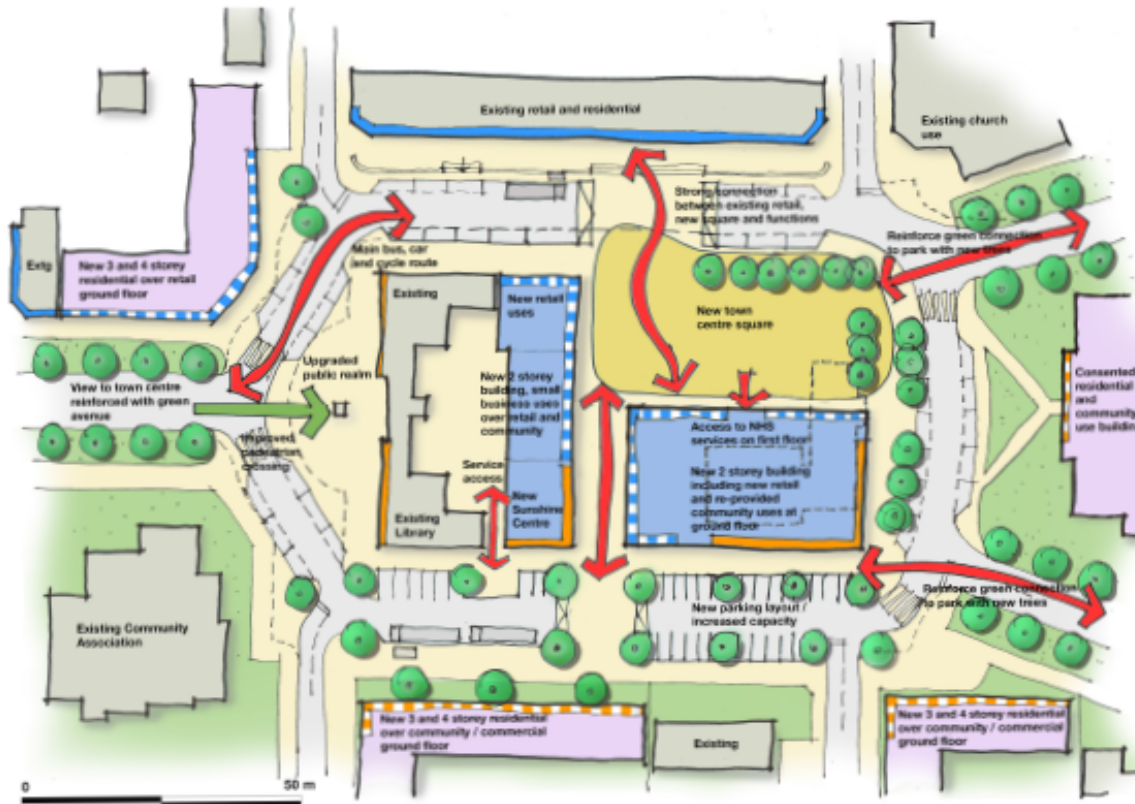 Existing retail and residential
Existing church
use
Strong connection
between existing retail,
new square and functions
Reinforce green connection
to park with new trees
Extg
New 3 and 4 storey
residential over retail
ground floor
Main bus, car
and cycle route
Existing
New retail
uses
New town
centre square
View to town centre
reinforced with green
avenue
Upgraded
public realm
Improved
pedestrian
crossing
New 2 storey
building, small
business uses
over retail and
community
Access to NHS
services on first floor
New 2 storey building
including new retail
and re-provided
community uses at
ground floor
Consented
residential
and
community
use building
Service
access
Existing
Library
New
Sunshine
Centre
Existing Community
Association
New parking layout /
increased capacity
Reinforce green connection
to park with new trees
New 3 and 4 storey residential
over community / commercial
ground floor
Existing
New 3 and 4 storey residential
over community / commercial
ground floor
0 50 m